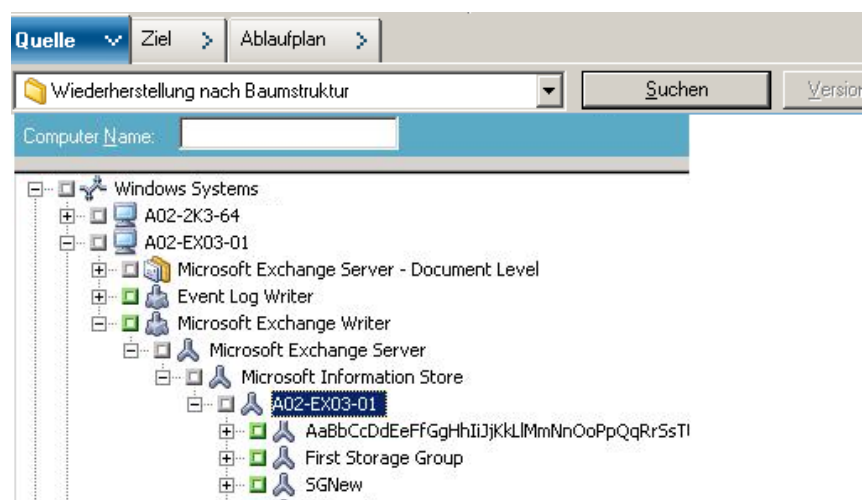 Quelle Ziel Ablaufplan
Wiederherstellung nach Baumstruktur Suchen Version
Computer Name:
Windows Systems
A02-2K3-64
A02-EX03-01
Microsoft Exchange Server - Document Level
Event Log Writer
Microsoft Exchange Writer
Microsoft Exchange Server
Microsoft Information Store
A02-EX03-01
AaBbCcDdEeFfGgHhIiJjKkLlMmNnOoPpQqRrSsT
First Storage Group
SGNew